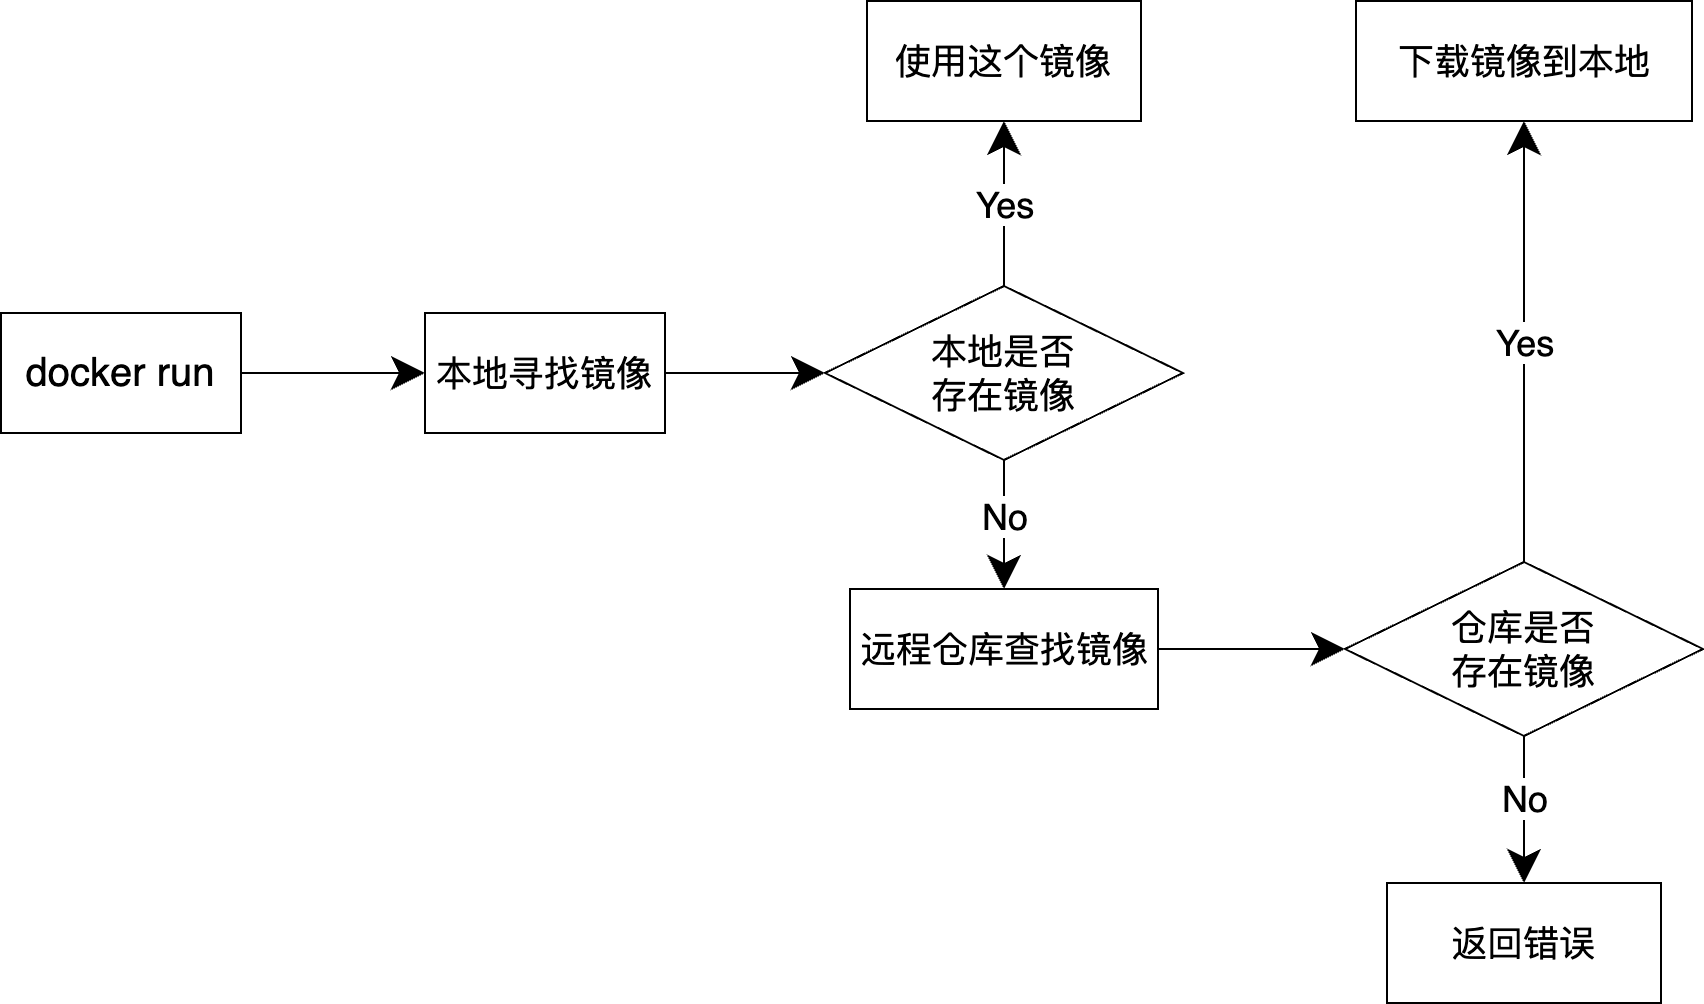 使用这个镜像
下载镜像到本地
Yes
docker run
本地寻找镜像
本地是否
存在镜像
Yes
No
远程仓库查找镜像
仓库是否
存在镜像
No
返回错误